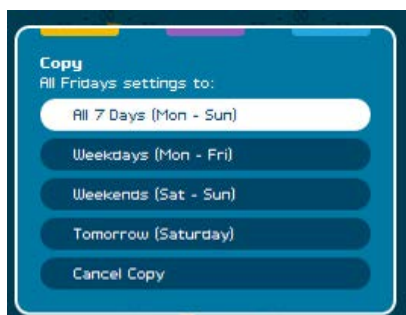 Copy
All Fridays settings to:
All 7 Days (Mon - Sun)
Weekdays (Mon - Fri)
Weekends (Sat - Sun)
Tomorrow (Saturday)
Cancel Copy